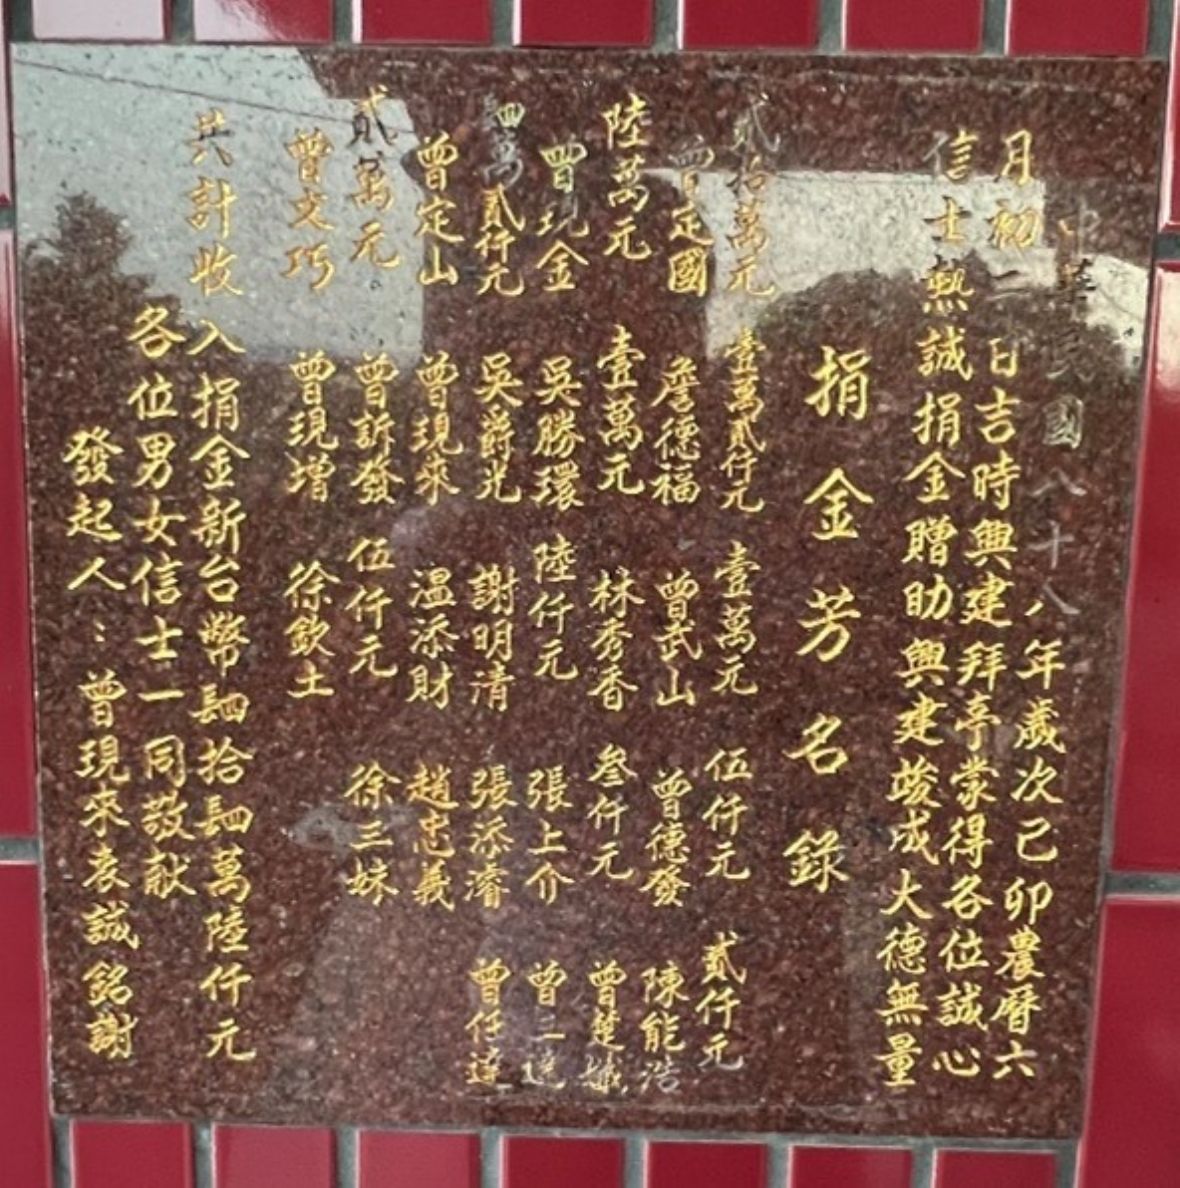 中華民國八十八年歲次己卯農曆六
月初二日吉時興建拜亭蒙得各位誠心
信士熱誠捐金贈助興建竣成大德無量
捐金芳名錄
貳拾萬元 壹萬貳仟元 壹萬元 伍仟元 貳仟元
曾定國 詹德福 曾武山 曾德發 陳能浩
陸萬元 壹萬元 林秀香 叁仟元 曾楚
曾現金 吳勝環 陸仟元 張上介 曾二
䦉萬貳仟元 吳爵光 謝明清 張添濬 曾仟達
曾定山 曾現來 溫添財 趙忠義
貳萬元 曾訴發 伍仟元 徐三妹
曾文巧 曾現增 徐欽土
共計收入捐金新台幣䦉拾䦉萬陸仟元
各位男女信士一同敬献
發起人：曾現來表誠銘謝